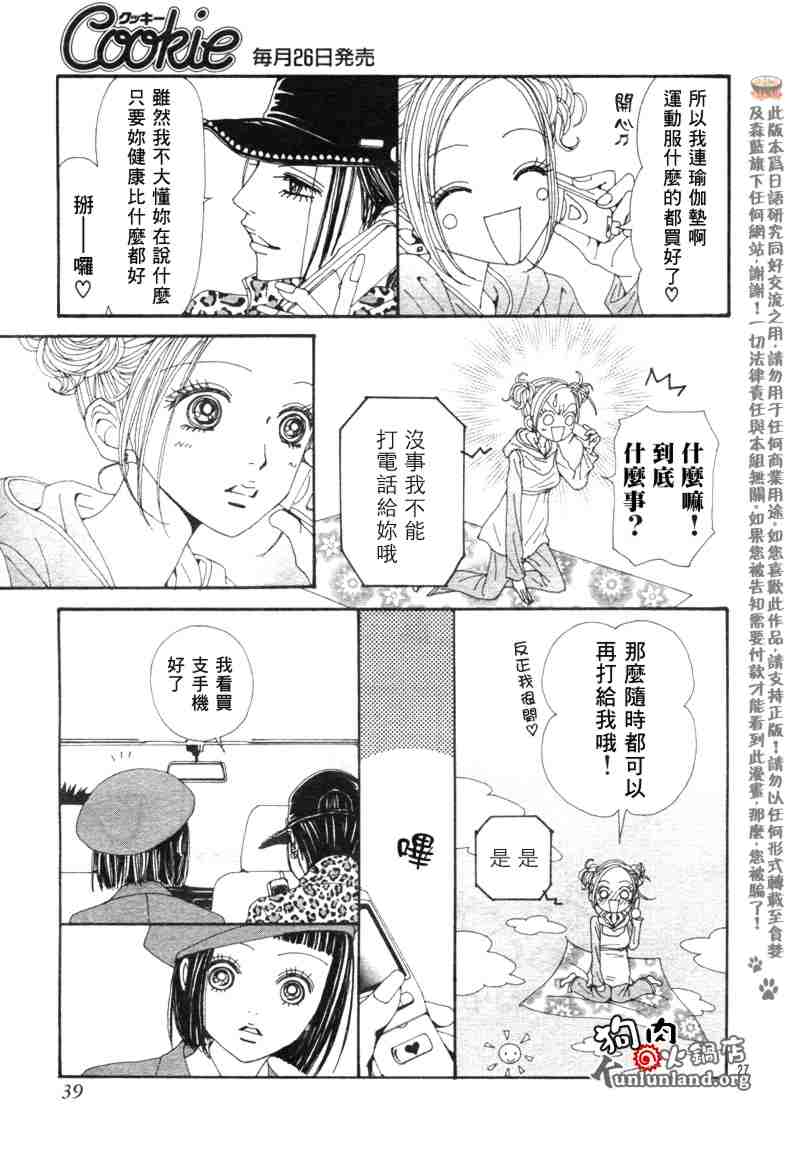 クッキー
Cookie
毎月26日発売
所以我連瑜伽墊啊
運動服什麼的都買好了♡
開心♫
雖然我不大懂妳在說什麼
只要妳健康比什麼都好
掰——囉♡
什麼嘛！
到底
什麼事？
沒事我不能
打電話給妳哦
那麼隨時都可以
再打給我哦！
反正我很閒♡
是是
嗶
我看買
支手機
好了
39
27
狗肉
火鍋店
Kunlunland.org
此版本爲日語研究同好交流之用，請勿用于任何商業用途，如您喜歡此作品，請支持正版！請勿以任何形式轉載至貪婪
及森藍旗下任何網站，謝謝！一切法律責任與本組無關，如果您被告知需要付款才能看到此漫畫，那麼，您被騙了！